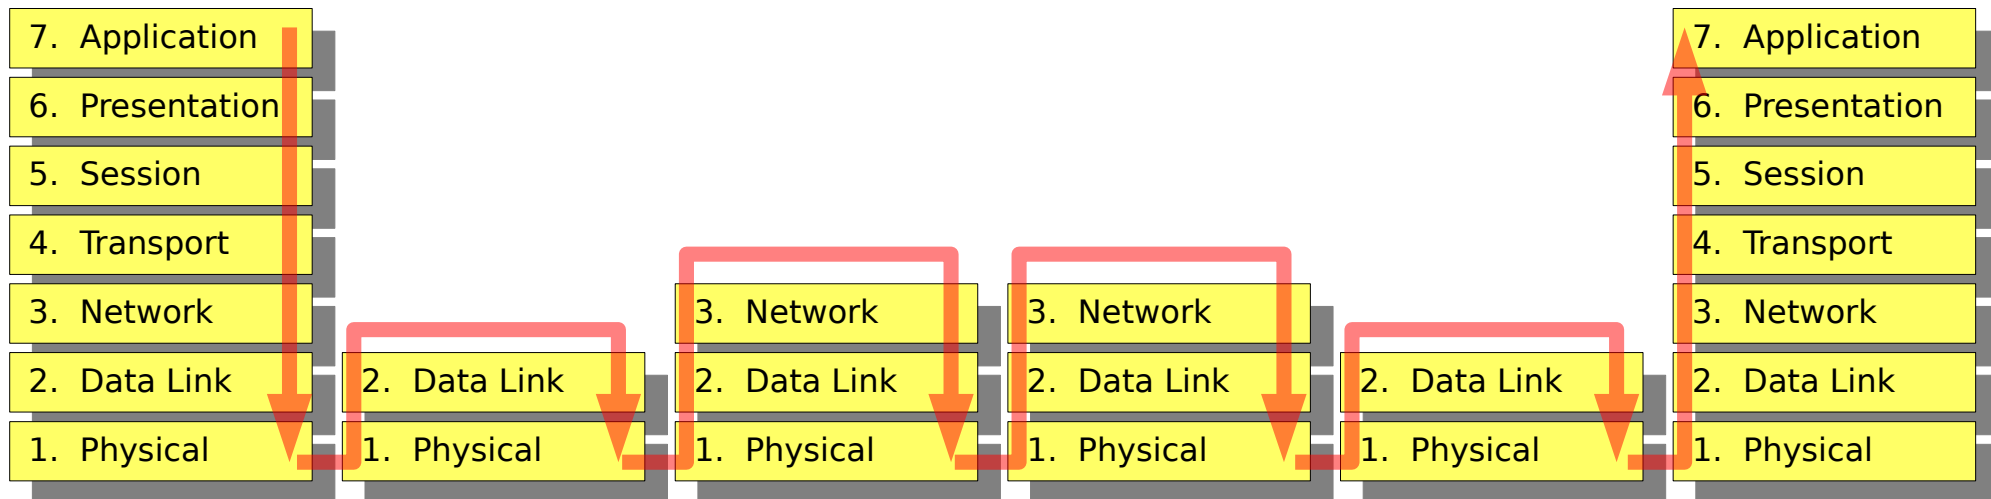 7. Application
6. Presentation
5. Session
4. Transport
3. Network
2. Data Link
1. Physical
2. Data Link
1. Physical
3. Network
2. Data Link
1. Physical
3. Network
2. Data Link
1. Physical
2. Data Link
1. Physical
7. Application
6. Presentation
5. Session
4. Transport
3. Network
2. Data Link
1. Physical